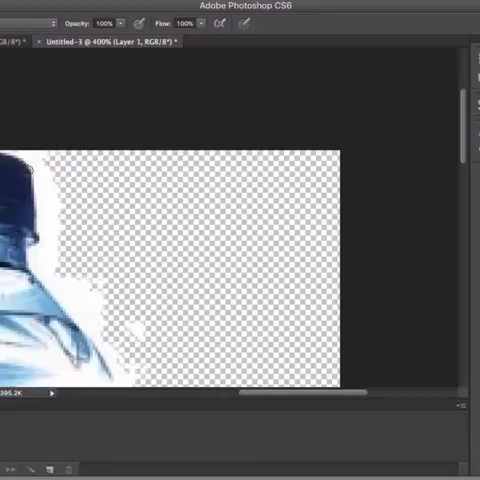 Adobe Photoshop CS6
Opacity: 100% Flow: 100%
GB/8*) * × Untitled-3 @ 400% (Layer 1, RGB/8*) *
395.2K